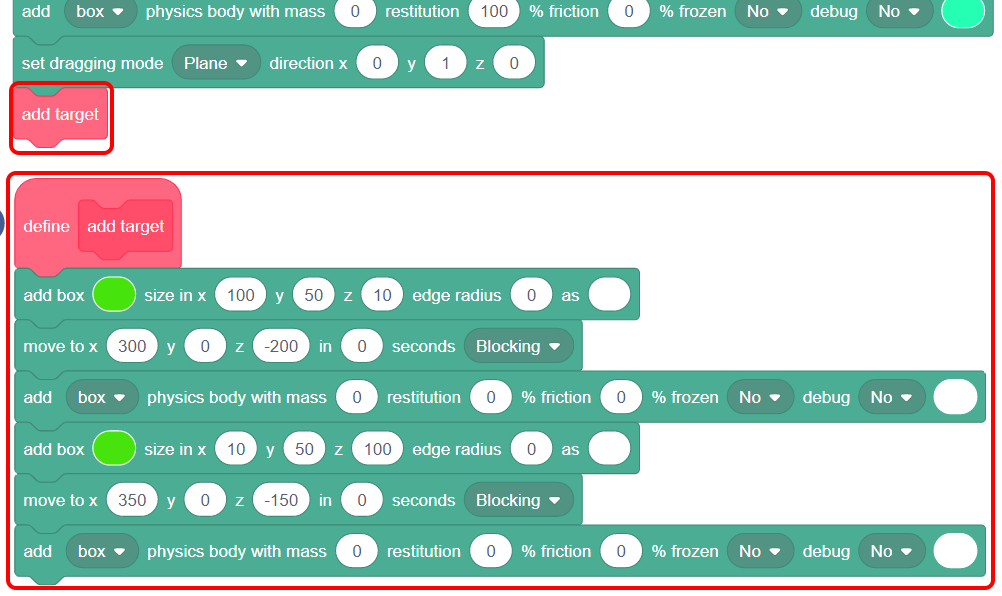 add box physics body with mass 0 restitution 100 % friction 0 % frozen No debug No
set dragging mode Plane direction x 0 y 1 z 0
add target
define add target
add box size in x 100 y 50 z 10 edge radius 0 as
move to x 300 y 0 z -200 in 0 seconds Blocking
add box physics body with mass 0 restitution 0 % friction 0 % frozen No debug No
add box size in x 10 y 50 z 100 edge radius 0 as
move to x 350 y 0 z -150 in 0 seconds Blocking
add box physics body with mass 0 restitution 0 % friction 0 % frozen No debug No